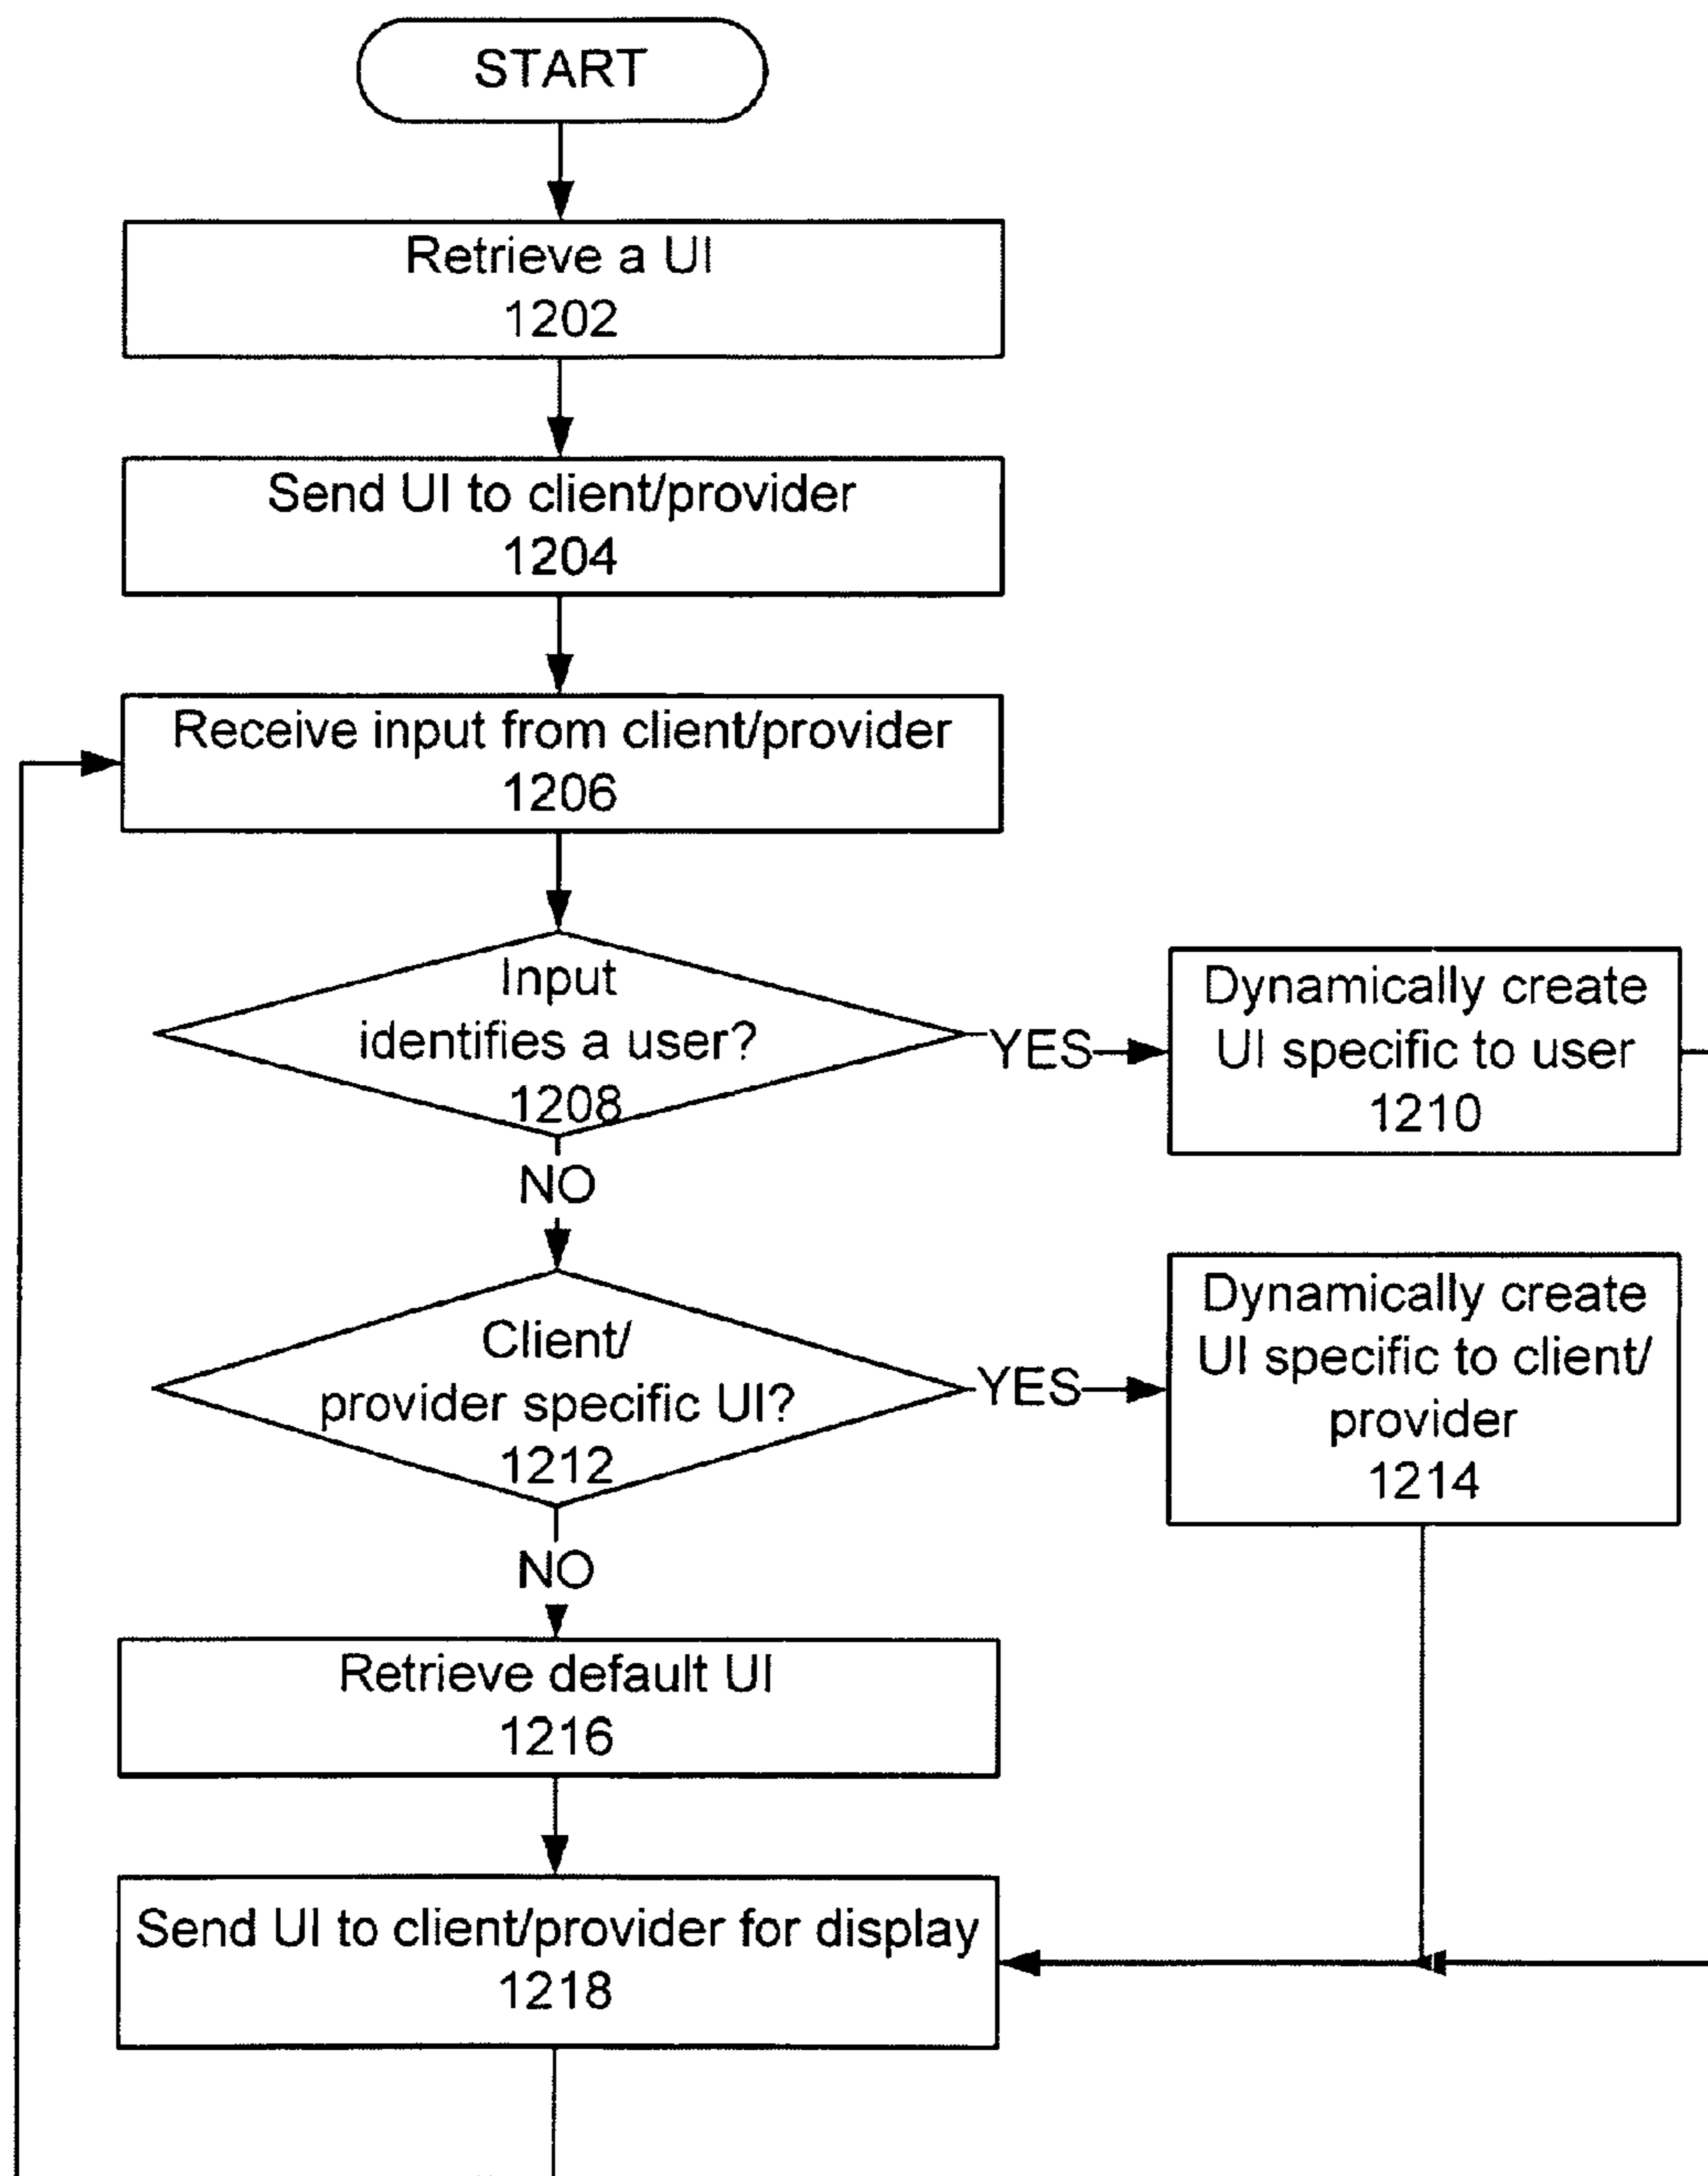 START
Retrieve a UI
1202
Send UI to client/provider
1204
Receive input from client/provider
1206
Input
identifies a user?
1208
YES
Dynamically create
UI specific to user
1210
NO
Client/
provider specific UI?
1212
YES
Dynamically create
UI specific to client/
provider
1214
NO
Retrieve default UI
1216
Send UI to client/provider for display
1218